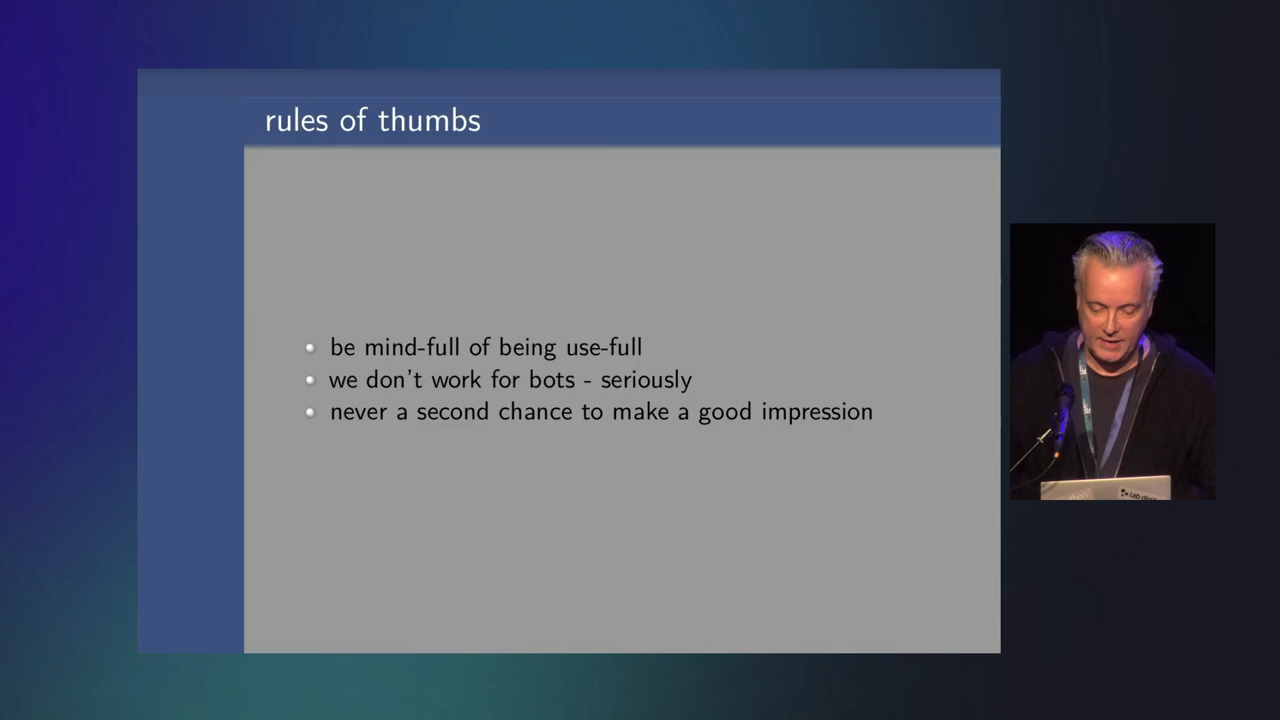 rules of thumbs
be mind-full of being use-full
we don't work for bots - seriously
never a second chance to make a good impression